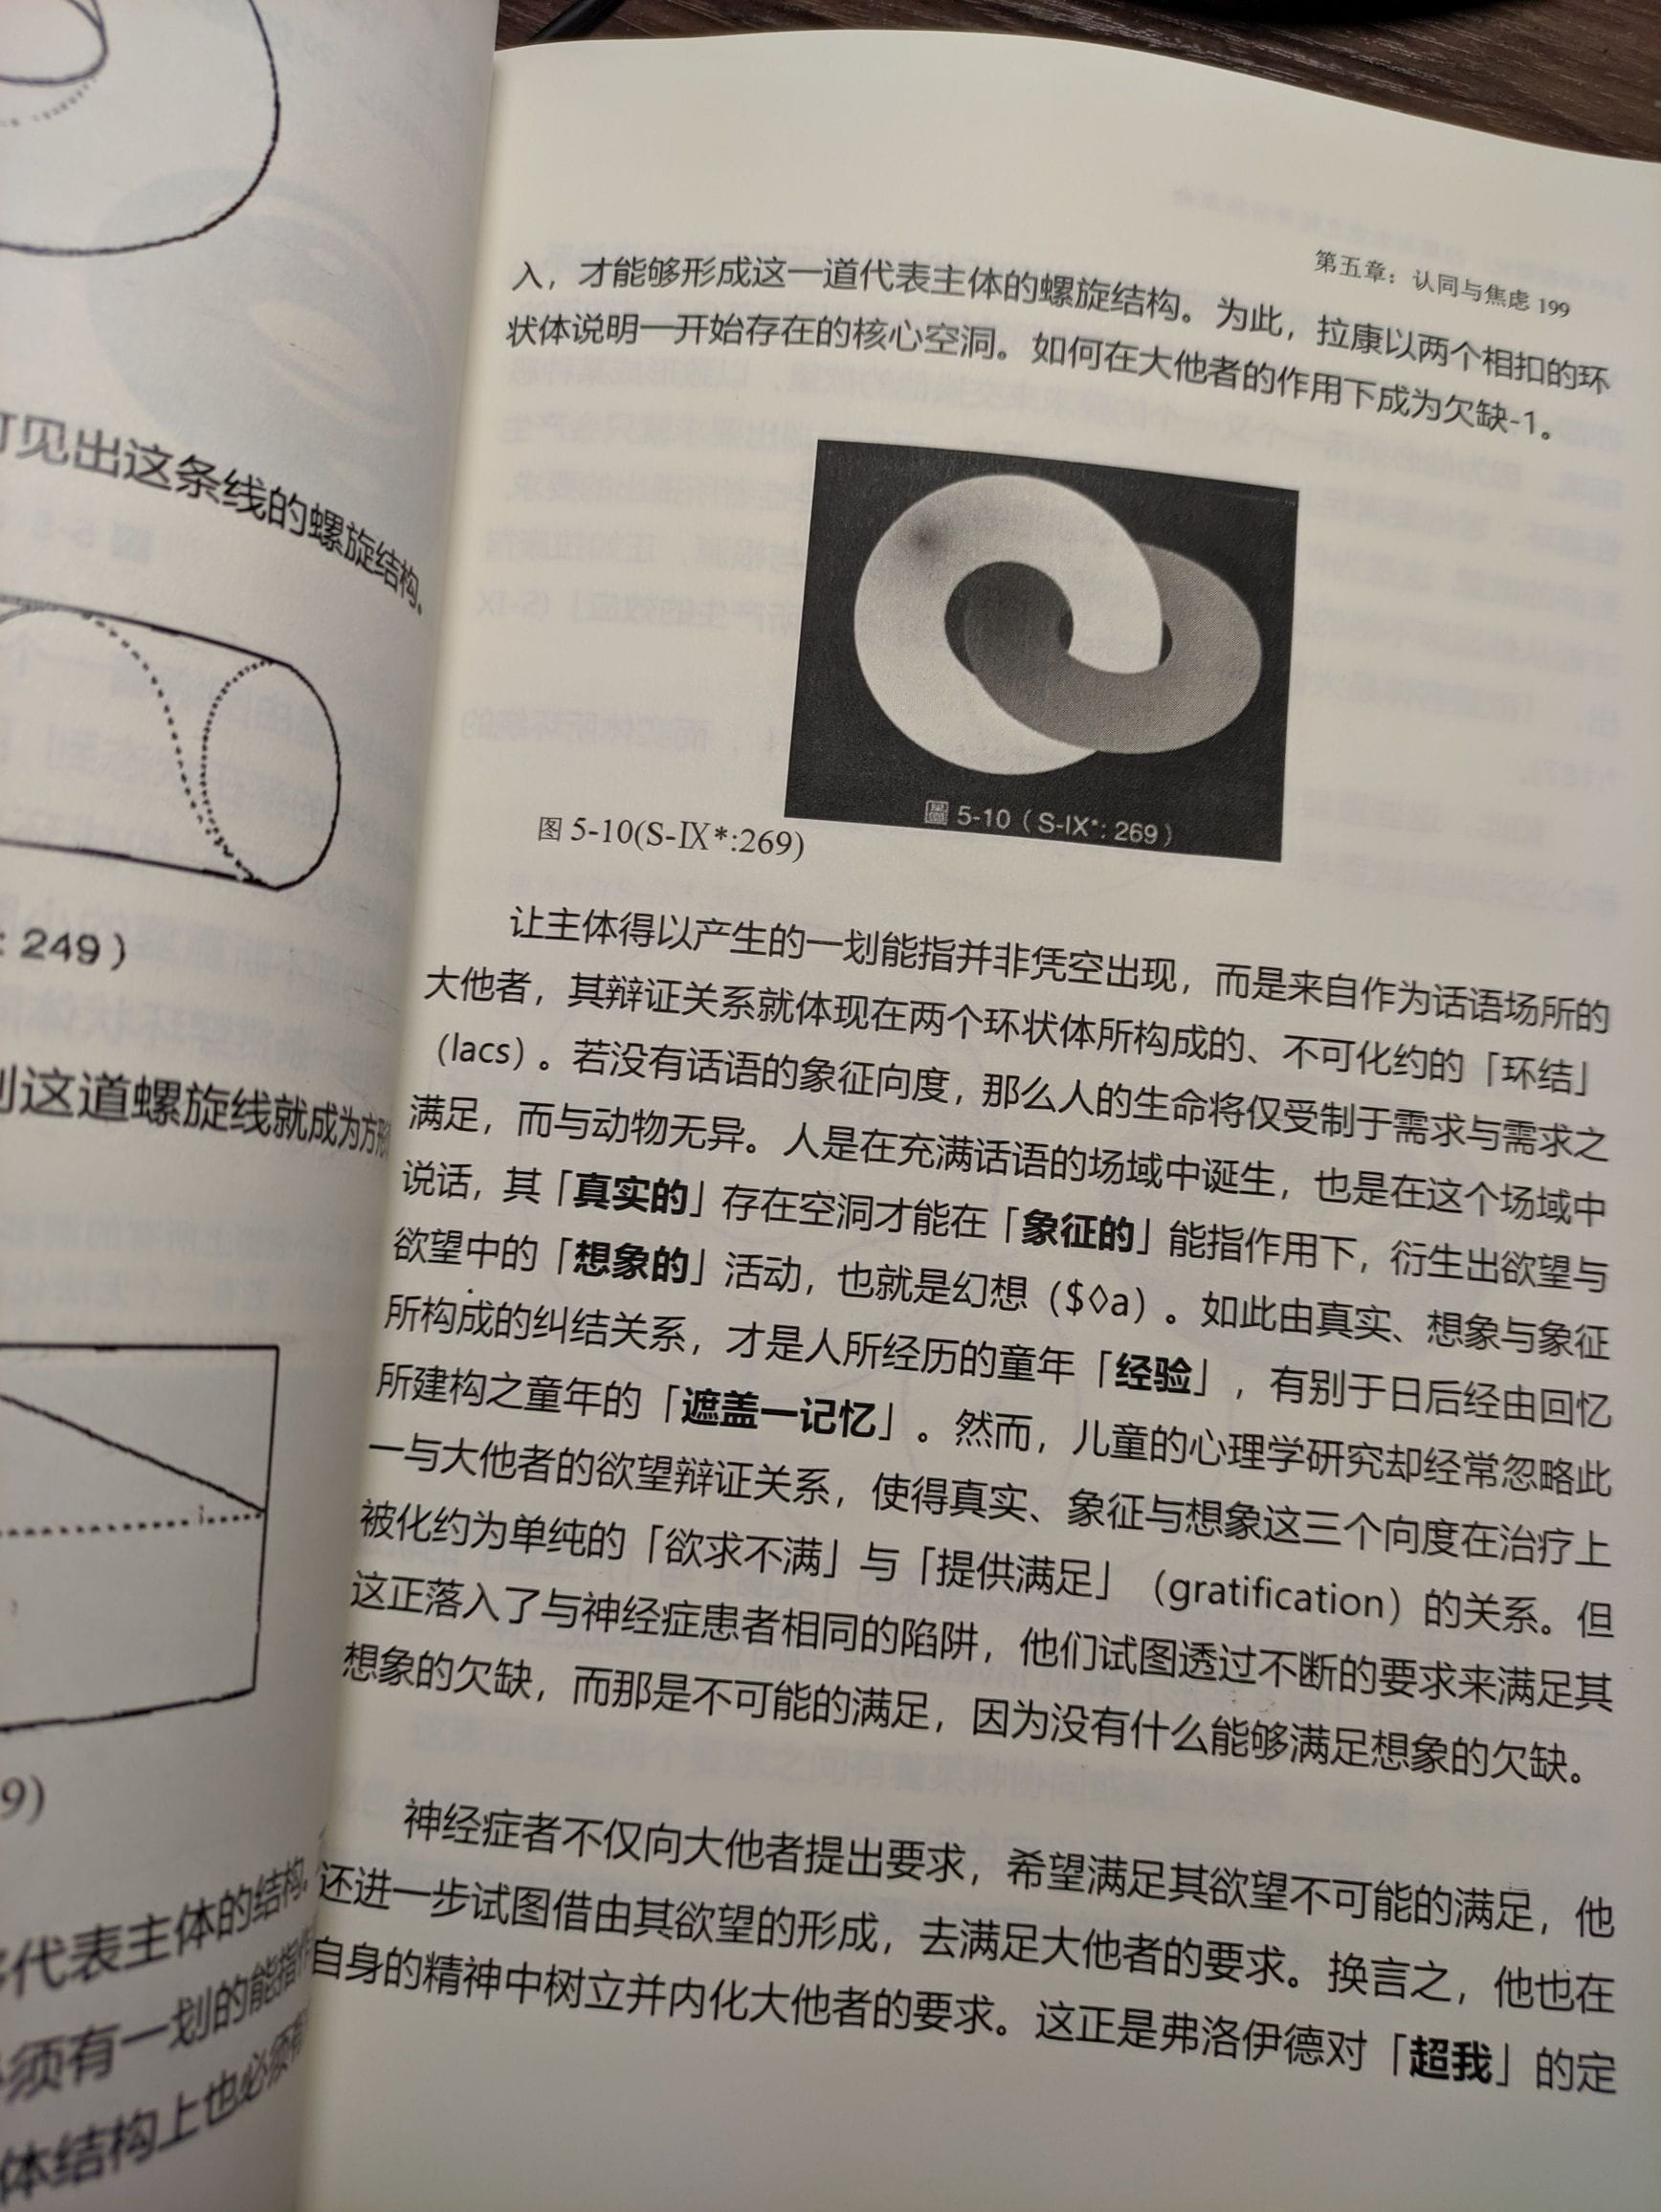 可见出这条线的螺旋结构、
: 249）
这道螺旋线就成为方形
9)
代表主体的结构,
须有一划的能指作
体结构上也必须有
第五章：认同与焦虑 199
入，才能够形成这一道代表主体的螺旋结构。为此，拉康以两个相扣的环
状体说明一开始存在的核心空洞。如何在大他者的作用下成为欠缺-1。
圖 5-10（S-IX*: 269）
图 5-10(S-IX*:269)
让主体得以产生的一划能指并非凭空出现，而是来自作为话语场所的
大他者，其辩证关系就体现在两个环状体所构成的、不可化约的「环结」
（lacs）。若没有话语的象征向度，那么人的生命将仅受制于需求与需求之
满足，而与动物无异。人是在充满话语的场域中诞生，也是在这个场域中
说话，其「真实的」存在空洞才能在「象征的」能指作用下，衍生出欲望与
欲望中的「想象的」活动，也就是幻想（$◊a）。如此由真实、想象与象征
所构成的纠结关系，才是人所经历的童年「经验」，有别于日后经由回忆
所建构之童年的「遮盖一记忆」。然而，儿童的心理学研究却经常忽略此
一与大他者的欲望辩证关系，使得真实、象征与想象这三个向度在治疗上
被化约为单纯的「欲求不满」与「提供满足」（gratification）的关系。但
这正落入了与神经症患者相同的陷阱，他们试图透过不断的要求来满足其
想象的欠缺，而那是不可能的满足，因为没有什么能够满足想象的欠缺。
神经症者不仅向大他者提出要求，希望满足其欲望不可能的满足，他
还进一步试图借由其欲望的形成，去满足大他者的要求。换言之，他也在
自身的精神中树立并内化大他者的要求。这正是弗洛伊德对「超我」的定